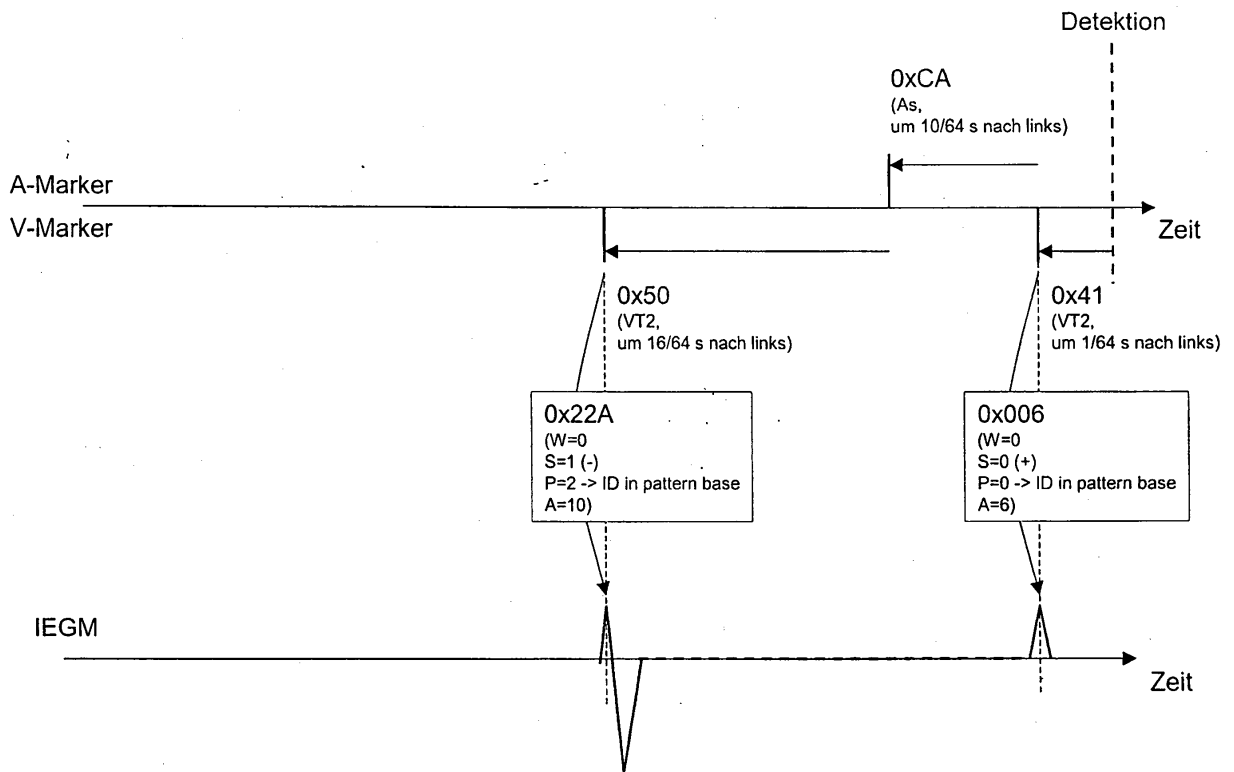 Detektion
0xCA
(As,
um 10/64 s nach links)
A-Marker
V-Marker
Zeit
0x50
(VT2,
um 16/64 s nach links)
0x41
(VT2,
um 1/64 s nach links)
0x22A
(W=0
S=1 (-)
P=2 -> ID in pattern base
A=10)
0x006
(W=0
S=0 (+)
P=0 -> ID in pattern base
A=6)
IEGM
Zeit